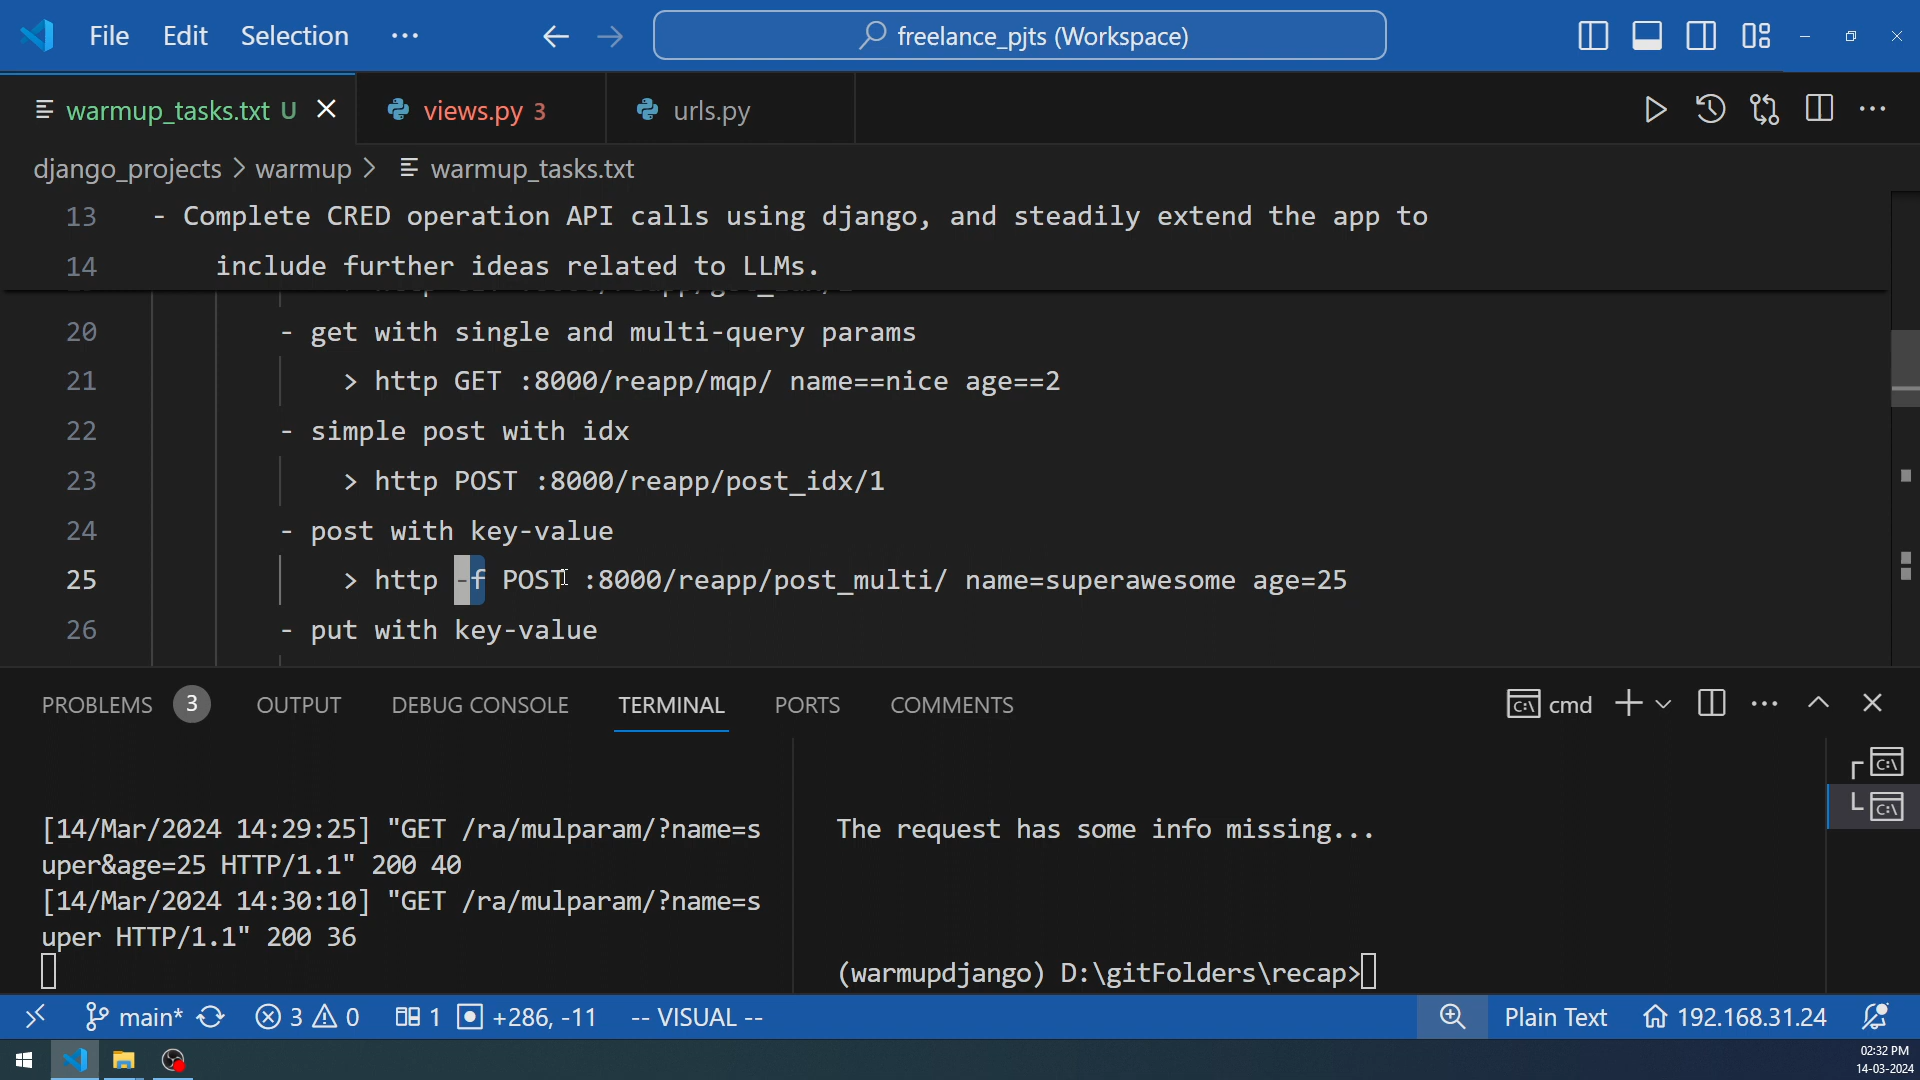 File Edit Selection ···
freelance_pjts (Workspace)
warmup_tasks.txt U
views.py 3
urls.py
django_projects > warmup > warmup_tasks.txt
13 - Complete CRED operation API calls using django, and steadily extend the app to
14 include further ideas related to LLMs.
20 - get with single and multi-query params
21 > http GET :8000/reapp/mqp/ name==nice age==2
22 - simple post with idx
23 > http POST :8000/reapp/post_idx/1
24 - post with key-value
25 > http -f POST :8000/reapp/post_multi/ name=superawesome age=25
26 - put with key-value
PROBLEMS 3 OUTPUT DEBUG CONSOLE TERMINAL PORTS COMMENTS
cmd
[14/Mar/2024 14:29:25] "GET /ra/mulparam/?name=s
uper&age=25 HTTP/1.1" 200 40
[14/Mar/2024 14:30:10] "GET /ra/mulparam/?name=s
uper HTTP/1.1" 200 36
The request has some info missing...
(warmupdjango) D:\gitFolders\recap>
main* 3 0 1 +286, -11 -- VISUAL --
Plain Text 192.168.31.24
02:32 PM
14-03-2024